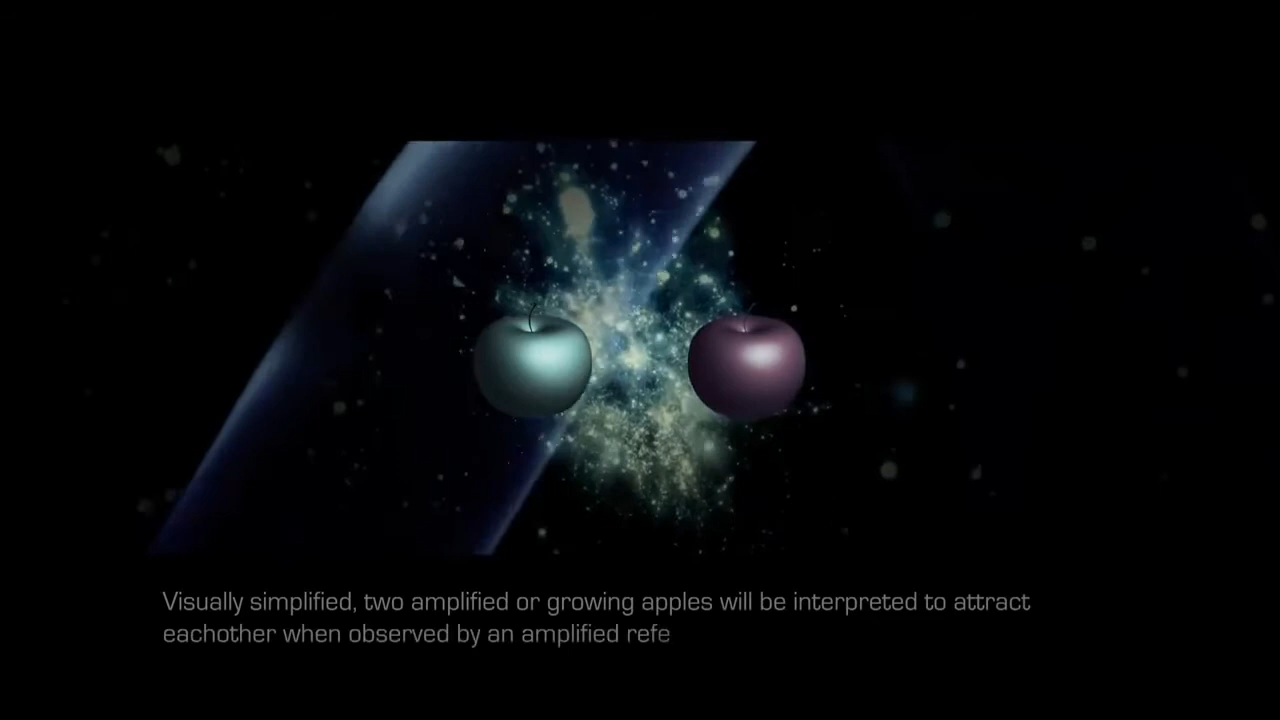 Visually simplified, two amplified or growing apples will be interpreted to attract
eachother when observed by an amplified refe